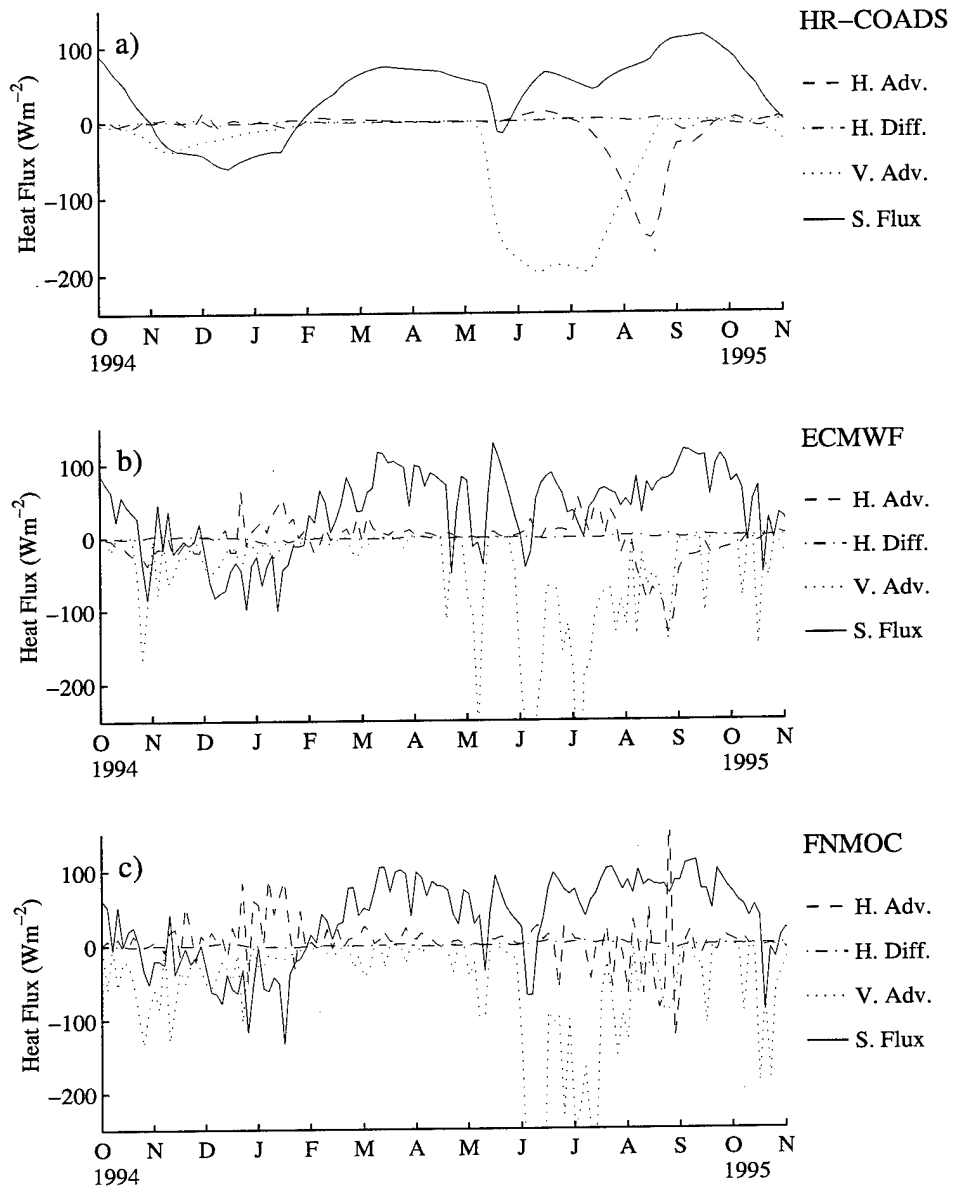 HR-COADS
a)
100
0
-100
-200
Heat Flux (Wm⁻²)
H. Adv.
H. Diff.
V. Adv.
S. Flux
O N D J F M A M J J A S O N
1994 1995
ECMWF
b)
100
0
-100
-200
Heat Flux (Wm⁻²)
H. Adv.
H. Diff.
V. Adv.
S. Flux
O N D J F M A M J J A S O N
1994 1995
FNMOC
c)
100
0
-100
-200
Heat Flux (Wm⁻²)
H. Adv.
H. Diff.
V. Adv.
S. Flux
O N D J F M A M J J A S O N
1994 1995